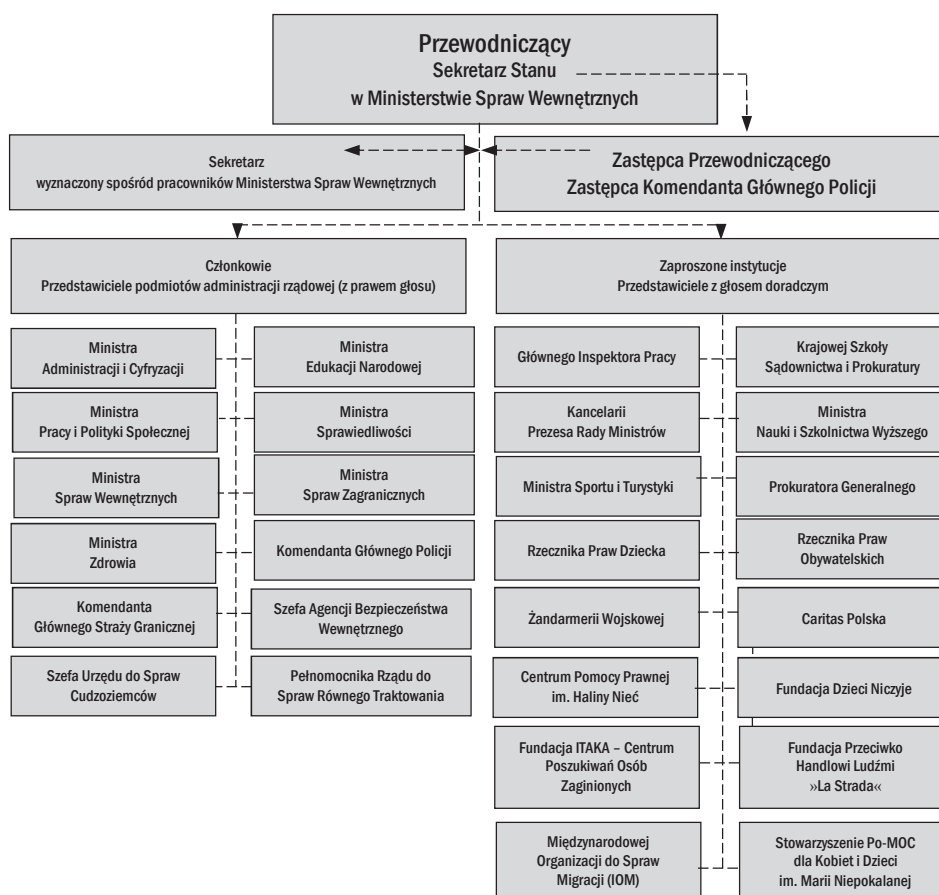 Przewodniczący
Sekretarz Stanu
w Ministerstwie Spraw Wewnętrznych
Sekretarz
wyznaczony spośród pracowników Ministerstwa Spraw Wewnętrznych
Zastępca Przewodniczącego
Zastępca Komendanta Głównego Policji
Członkowie
Przedstawiciele podmiotów administracji rządowej (z prawem głosu)
Ministra
Administracji i Cyfryzacji
Ministra
Edukacji Narodowej
Ministra
Pracy i Polityki Społecznej
Ministra
Sprawiedliwości
Ministra
Spraw Wewnętrznych
Ministra
Spraw Zagranicznych
Ministra
Zdrowia
Komendanta Głównego Policji
Komendanta
Głównego Straży Granicznej
Szefa Agencji Bezpieczeństwa
Wewnętrznego
Szefa Urzędu do Spraw
Cudzoziemców
Pełnomocnika Rządu do
Spraw Równego Traktowania
Zaproszone instytucje
Przedstawiciele z głosem doradczym
Głównego Inspektora Pracy
Krajowej Szkoły
Sądownictwa i Prokuratury
Kancelarii
Prezesa Rady Ministrów
Ministra
Nauki i Szkolnictwa Wyższego
Ministra Sportu i Turystyki
Prokuratora Generalnego
Rzecznika Praw Dziecka
Rzecznika Praw
Obywatelskich
Żandarmerii Wojskowej
Caritas Polska
Centrum Pomocy Prawnej
im. Haliny Nieć
Fundacja Dzieci Niczyje
Fundacja ITAKA – Centrum
Poszukiwań Osób
Zaginionych
Fundacja Przeciwko
Handlowi Ludźmi
»La Strada«
Międzynarodowej
Organizacji do Spraw
Migracji (IOM)
Stowarzyszenie Po-MOC
dla Kobiet i Dzieci
im. Marii Niepokalanej